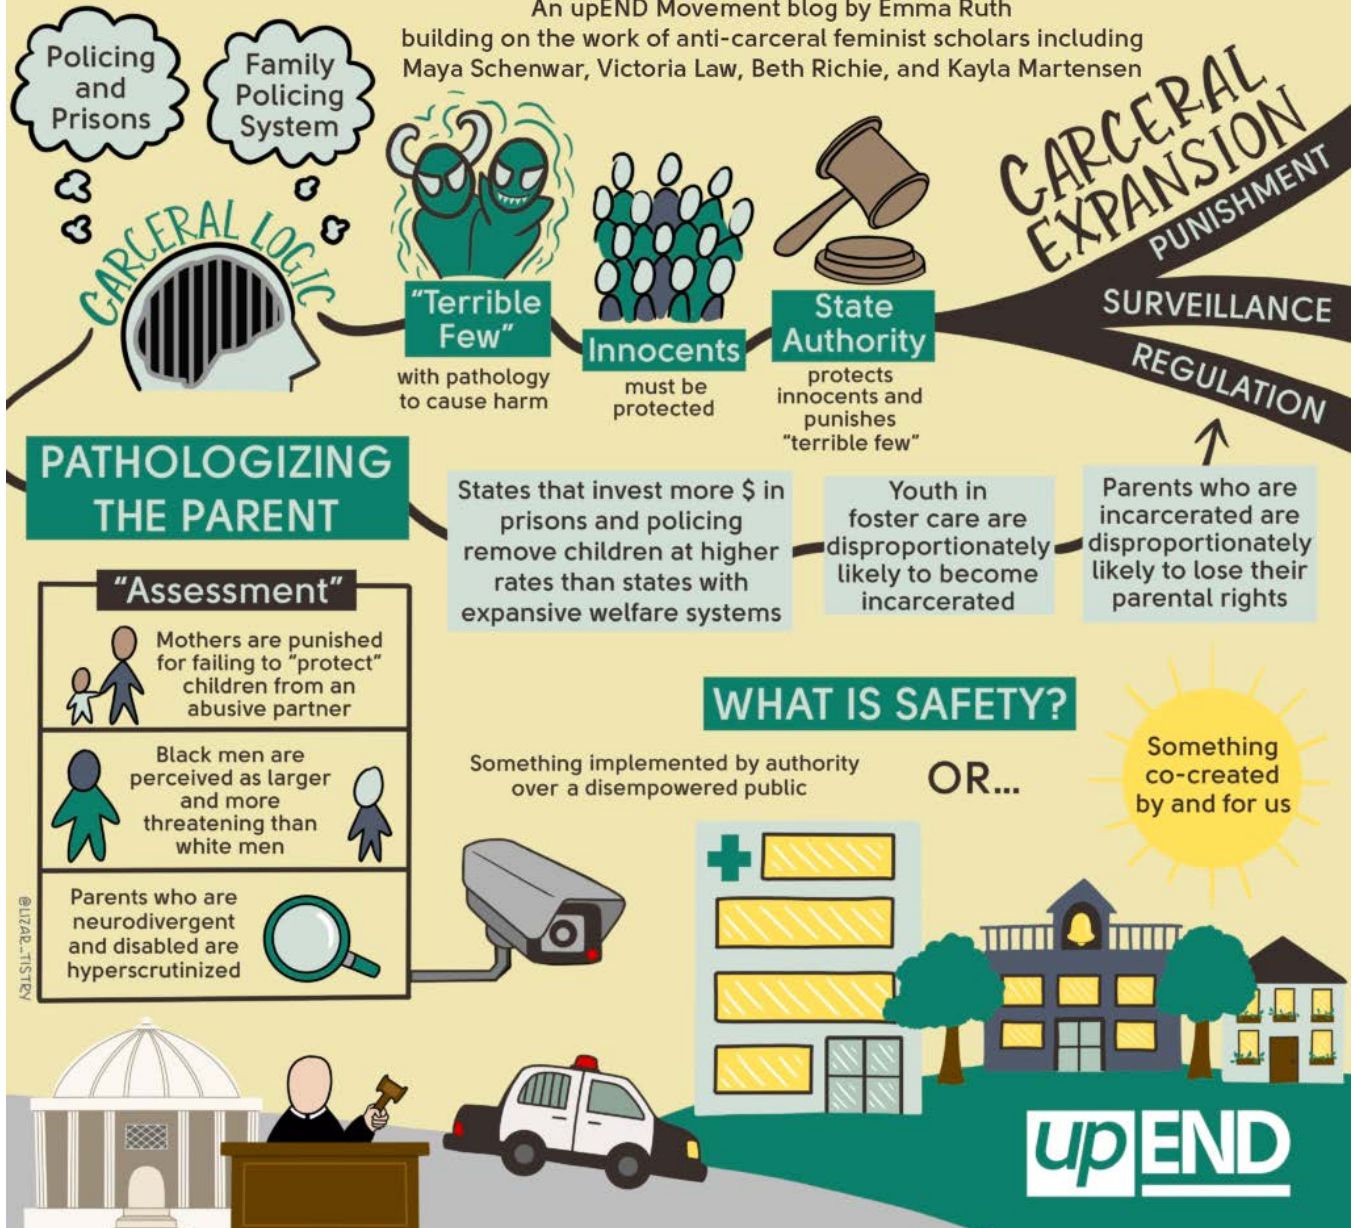 An upEND Movement blog by Emma Ruth
building on the work of anti-carceral feminist scholars including
Maya Schenwar, Victoria Law, Beth Richie, and Kayla Martensen
Policing
and
Prisons
Family
Policing
System
CARCERAL LOGIC
"Terrible
Few"
with pathology
to cause harm
Innocents
must be
protected
State
Authority
protects
innocents and
punishes
"terrible few"
CARCERAL
EXPANSION
PUNISHMENT
SURVEILLANCE
REGULATION
PATHOLOGIZING
THE PARENT
States that invest more $ in
prisons and policing
remove children at higher
rates than states with
expansive welfare systems
Youth in
foster care are
disproportionately
likely to become
incarcerated
Parents who are
incarcerated are
disproportionately
likely to lose their
parental rights
"Assessment"
Mothers are punished
for failing to "protect"
children from an
abusive partner
Black men are
perceived as larger
and more
threatening than
white men
Parents who are
neurodivergent
and disabled are
hyperscrutinized
@LIZAR_TISTRY
WHAT IS SAFETY?
Something implemented by authority
over a disempowered public
OR...
Something
co-created
by and for us
upEND